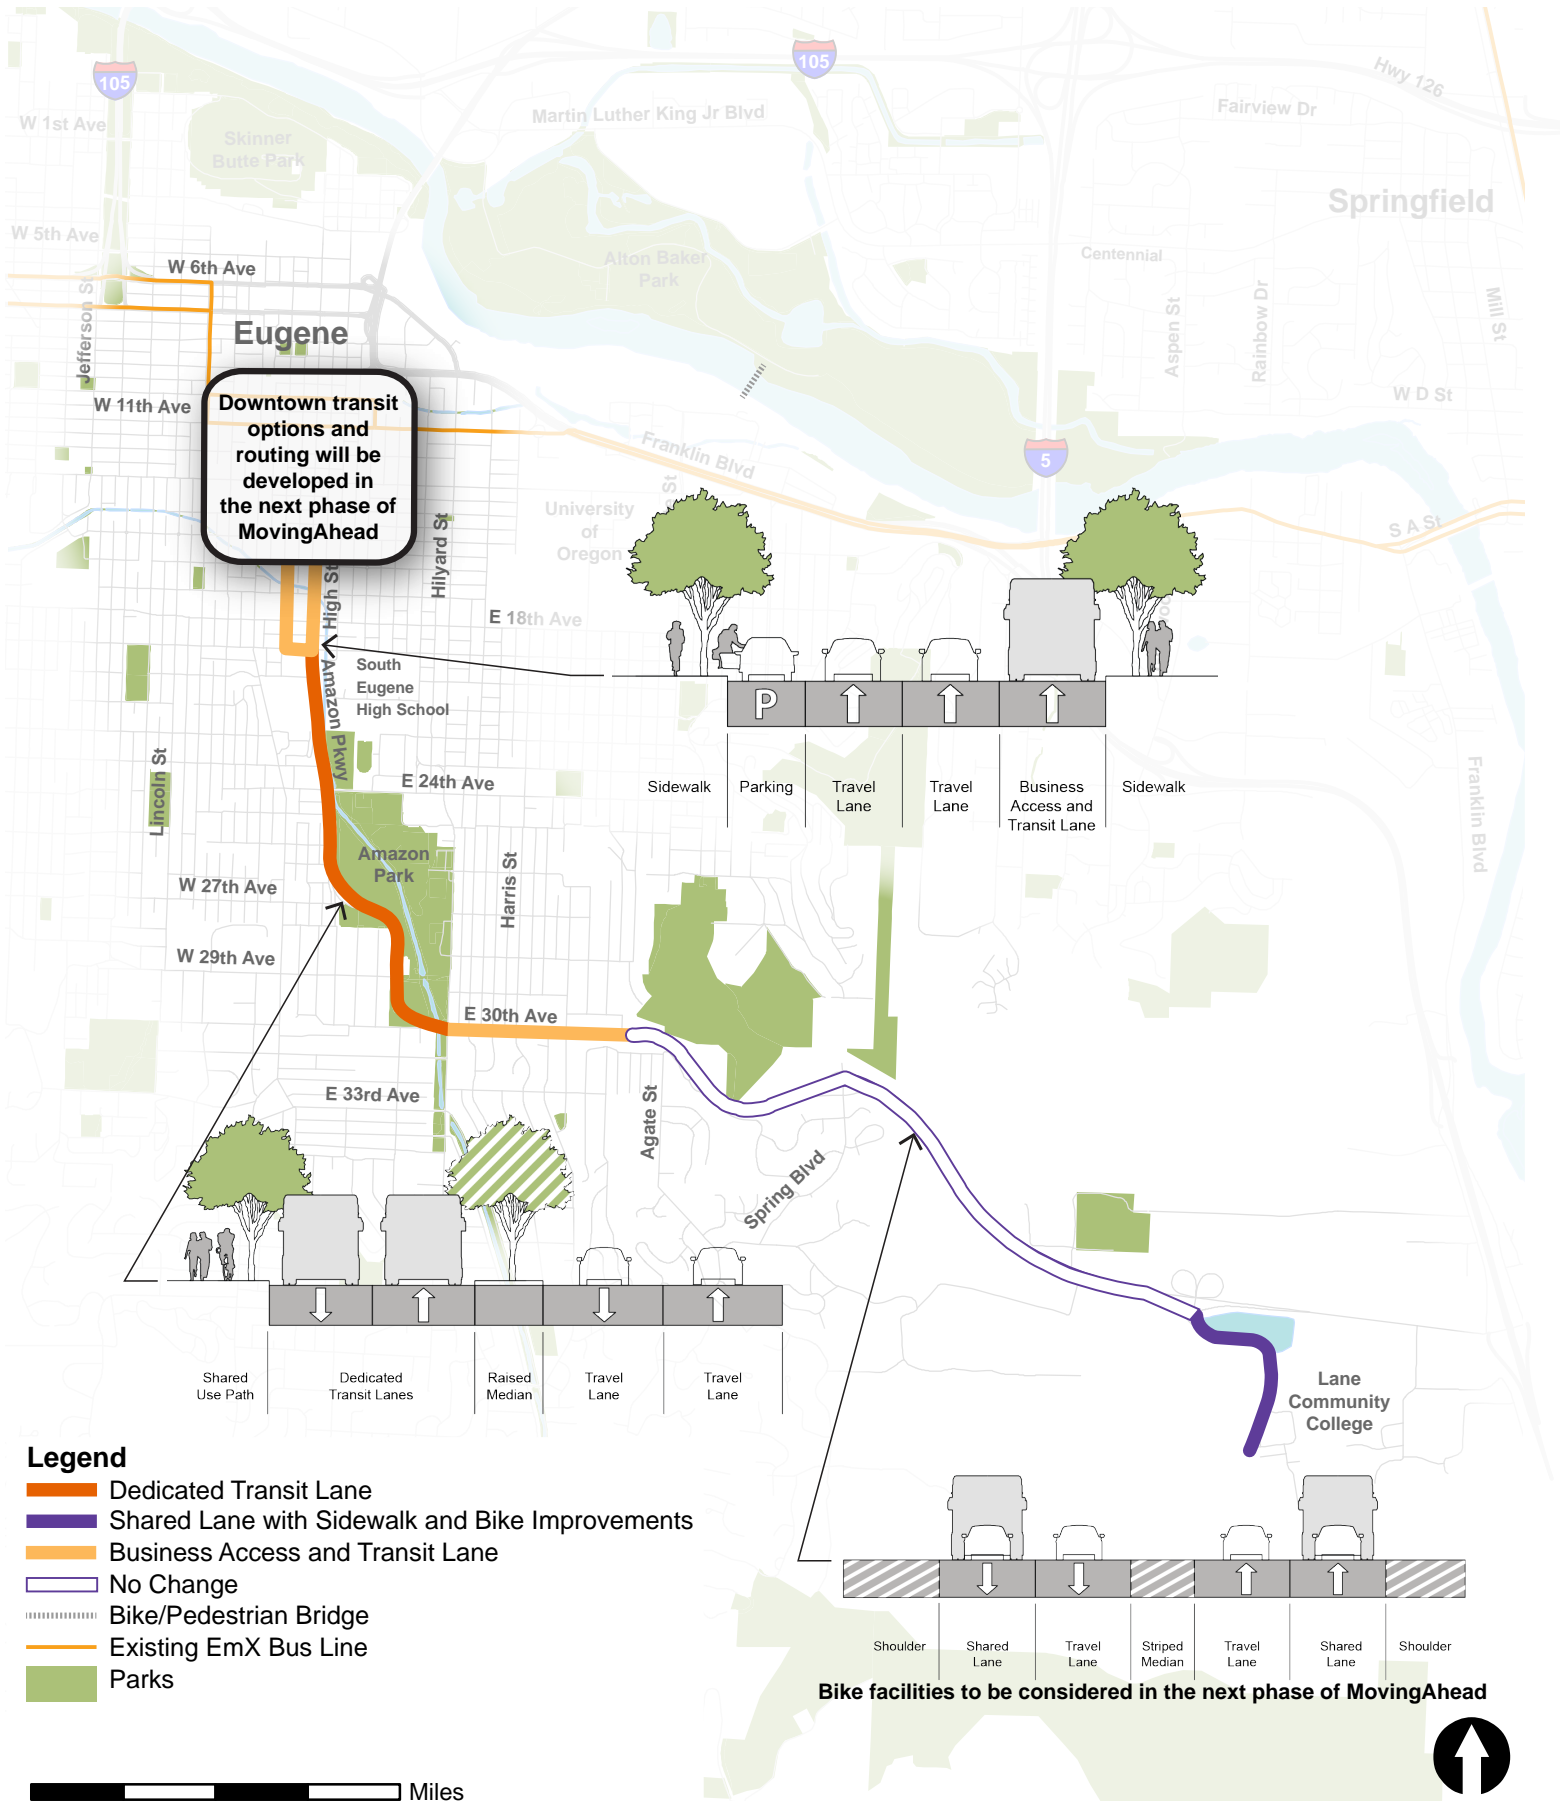 105
105
Hwy 126
W 1st Ave
Martin Luther King Jr Blvd
Fairview Dr
Skinner
Butte Park
Springfield
W 5th Ave
Alton Baker
Park
Centennial
W 6th Ave
Jefferson St
Eugene
Aspen St
Rainbow Dr
Mill St
W 11th Ave
W D St
Downtown transit
options and
routing will be
developed in
the next phase of
MovingAhead
Franklin Blvd
5
University
of
Oregon
S A St
Hilyard St
High St
E 18th Ave
South
Eugene
High School
Amazon Pkwy
P
Sidewalk
Parking
Travel
Lane
Travel
Lane
Business
Access and
Transit Lane
Sidewalk
Lincoln St
E 24th Ave
Franklin Blvd
Amazon
Park
Harris St
W 27th Ave
W 29th Ave
E 30th Ave
E 33rd Ave
Agate St
Spring Blvd
Shared
Use Path
Dedicated
Transit Lanes
Raised
Median
Travel
Lane
Travel
Lane
Lane
Community
College
Legend
Dedicated Transit Lane
Shared Lane with Sidewalk and Bike Improvements
Business Access and Transit Lane
No Change
Bike/Pedestrian Bridge
Existing EmX Bus Line
Parks
Shoulder
Shared
Lane
Travel
Lane
Striped
Median
Travel
Lane
Shared
Lane
Shoulder
Bike facilities to be considered in the next phase of MovingAhead
Miles